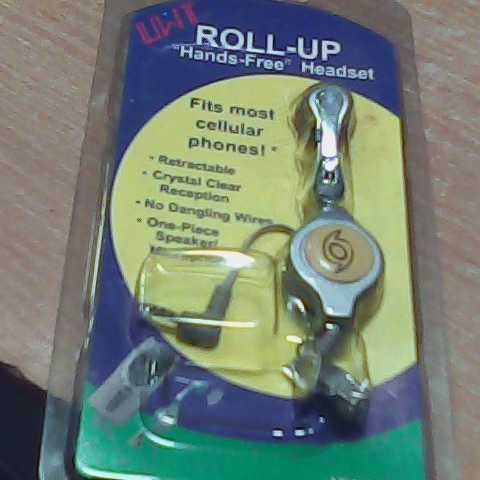 ROLL-UP
"Hands-Free" Headset
Fits most
cellular
phones! *
• Retractable
• Crystal Clear
Reception
• No Dangling Wires
• One-Piece
Speaker/